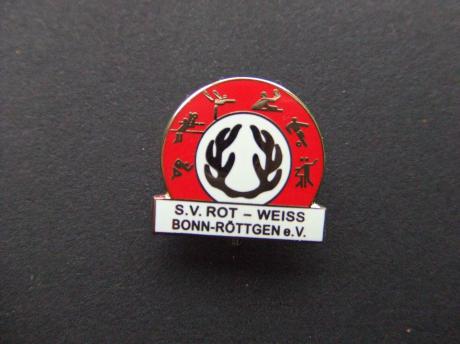 S.V. ROT – WEISS
BONN-RÖTTGEN e.V.